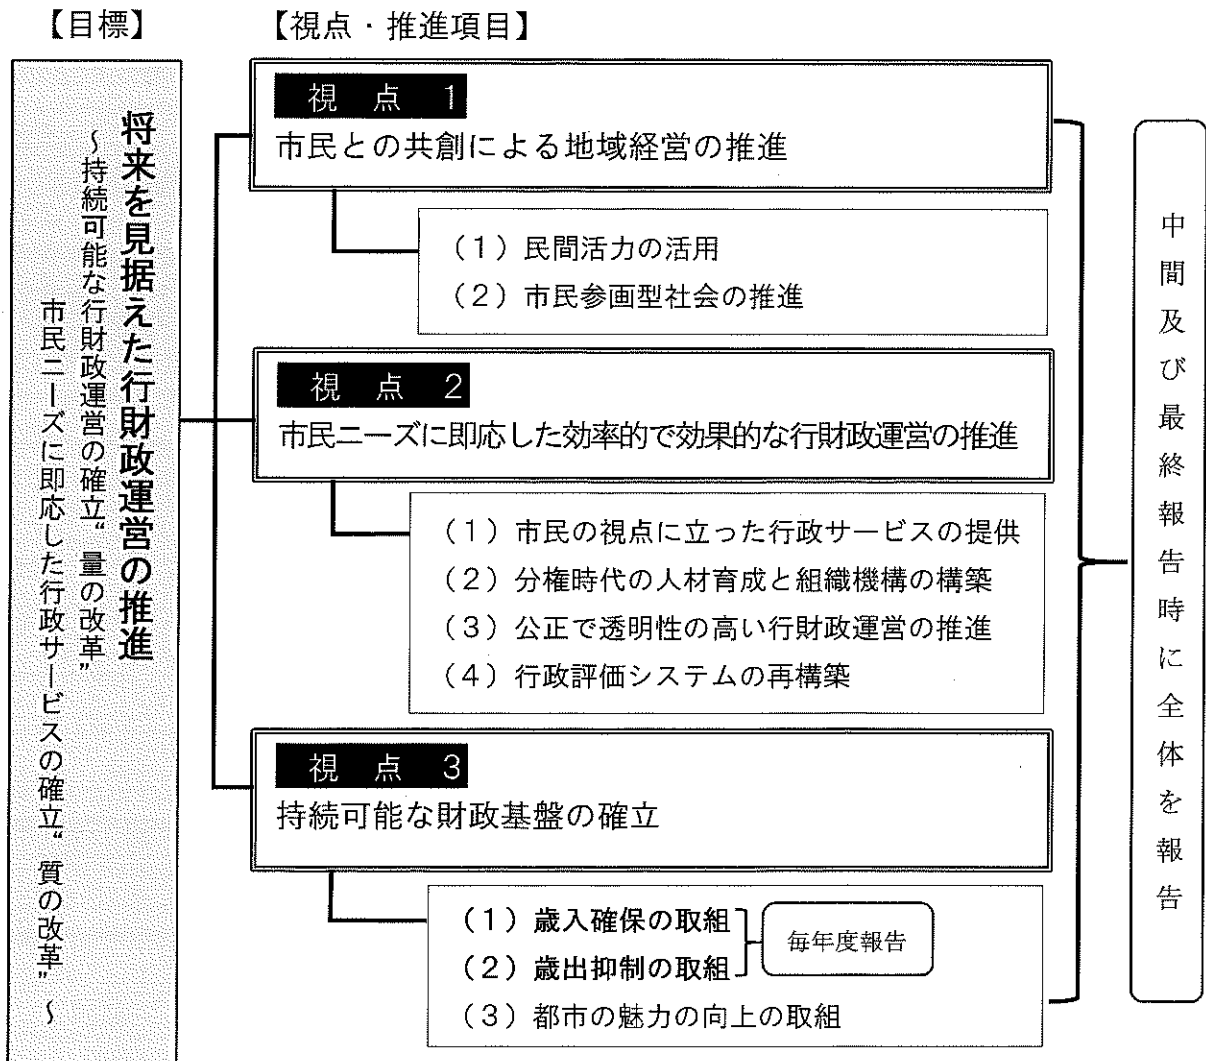 【目標】
【視点・推進項目】
将来を見据えた行財政運営の推進
～持続可能な行財政運営の確立“量の改革”
市民ニーズに即応した行政サービスの確立“質の改革”～
視 点 1
市民との共創による地域経営の推進
（1）民間活力の活用
（2）市民参画型社会の推進
視 点 2
市民ニーズに即応した効率的で効果的な行財政運営の推進
（1）市民の視点に立った行政サービスの提供
（2）分権時代の人材育成と組織機構の構築
（3）公正で透明性の高い行財政運営の推進
（4）行政評価システムの再構築
視 点 3
持続可能な財政基盤の確立
（1）歳入確保の取組
（2）歳出抑制の取組
毎年度報告
（3）都市の魅力の向上の取組
中間及び最終報告時に全体を報告